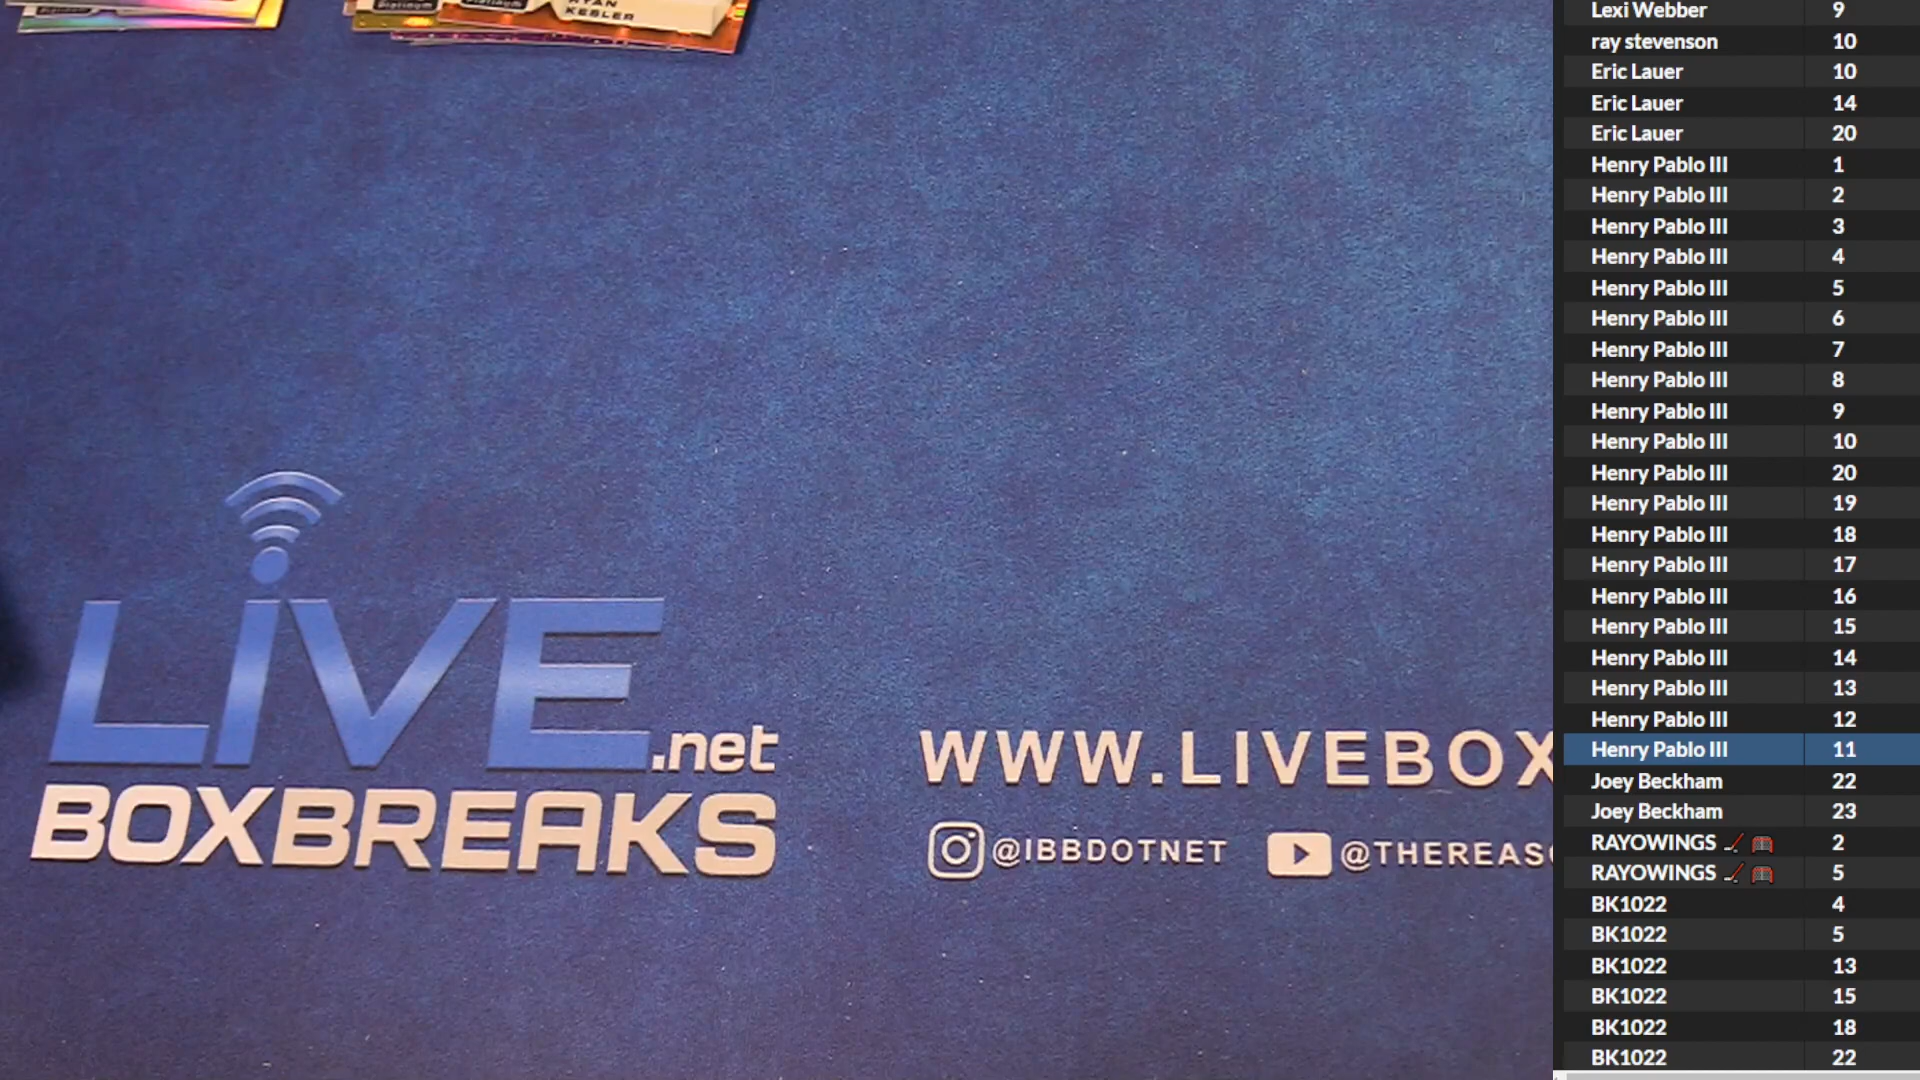 Platinum
Platinum
KESLER
LIVE.net
BOXBREAKS
WWW.LIVEBOX
@IBBDOTNET
@THEREAS
Lexi Webber 9
ray stevenson 10
Eric Lauer 10
Eric Lauer 14
Eric Lauer 20
Henry Pablo III 1
Henry Pablo III 2
Henry Pablo III 3
Henry Pablo III 4
Henry Pablo III 5
Henry Pablo III 6
Henry Pablo III 7
Henry Pablo III 8
Henry Pablo III 9
Henry Pablo III 10
Henry Pablo III 20
Henry Pablo III 19
Henry Pablo III 18
Henry Pablo III 17
Henry Pablo III 16
Henry Pablo III 15
Henry Pablo III 14
Henry Pablo III 13
Henry Pablo III 12
Henry Pablo III 11
Joey Beckham 22
Joey Beckham 23
RAYOWINGS 2
RAYOWINGS 5
BK1022 4
BK1022 5
BK1022 13
BK1022 15
BK1022 18
BK1022 22